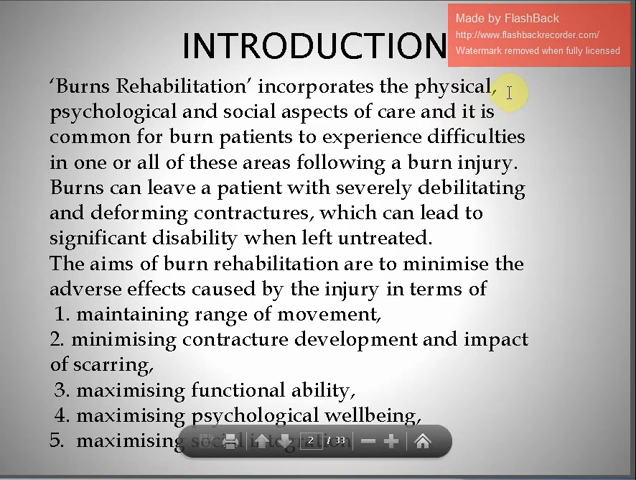 INTRODUCTION
Made by FlashBack
http://www.flashbackrecorder.com/
Watermark removed when fully licensed
‘Burns Rehabilitation’ incorporates the physical,
psychological and social aspects of care and it is
common for burn patients to experience difficulties
in one or all of these areas following a burn injury.
Burns can leave a patient with severely debilitating
and deforming contractures, which can lead to
significant disability when left untreated.
The aims of burn rehabilitation are to minimise the
adverse effects caused by the injury in terms of
1. maintaining range of movement,
2. minimising contracture development and impact
of scarring,
3. maximising functional ability,
4. maximising psychological wellbeing,
5. maximising social integration
2 / 33